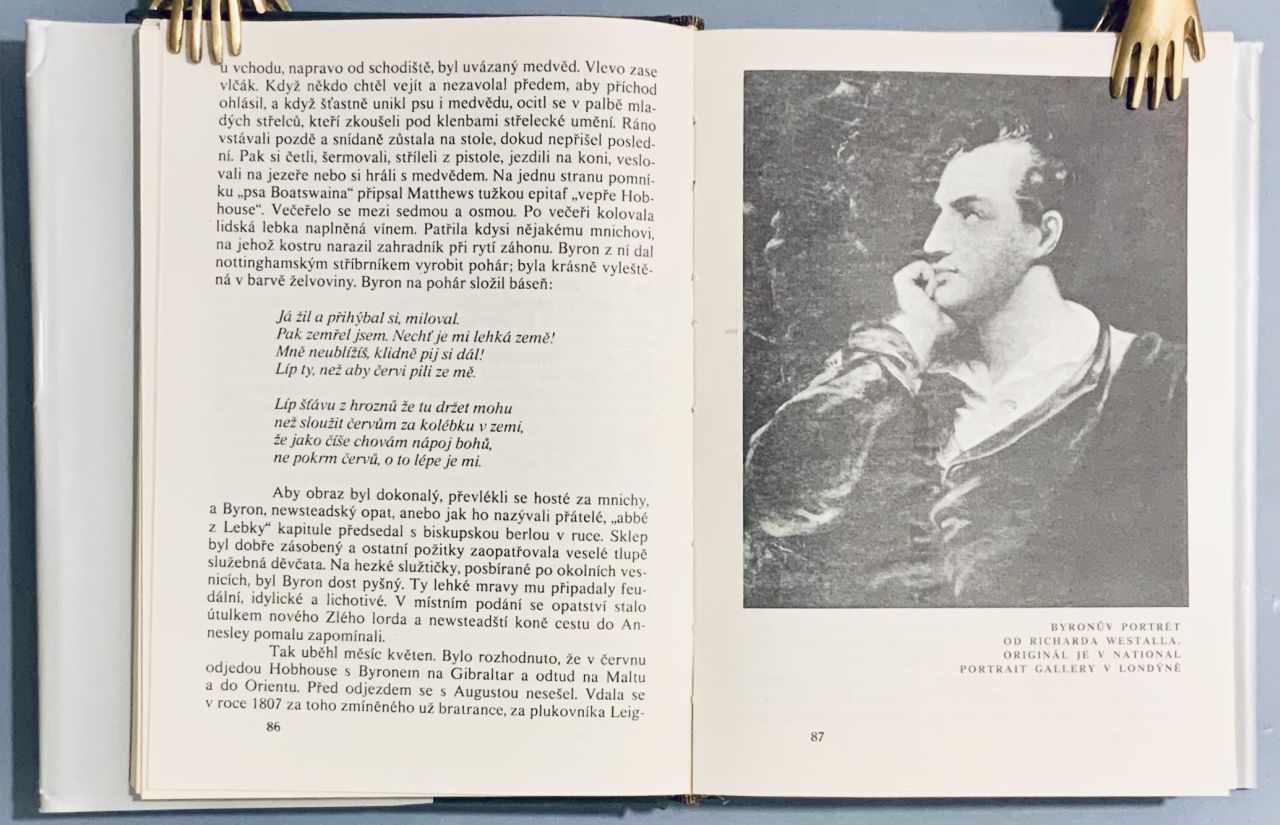 u vchodu, napravo od schodiště, byl uvázaný medvěd. Vlevo zase
vlčák. Když někdo chtěl vejít a nezavolal předem, aby příchod
ohlásil, a když šťastně unikl psu i medvědu, ocitl se v palbě mla-
dých střelců, kteří zkoušeli pod klenbami střelecké umění. Ráno
vstávali pozdě a snídaně zůstala na stole, dokud nepřišel posled-
ní. Pak si četli, šermovali, stříleli z pistole, jezdili na koni, veslo-
vali na jezeře nebo si hráli s medvědem. Na jednu stranu pomní-
ku „psa Boatswaina“ připsal Matthews tužkou epitaf „vepře Hob-
house“. Večeřelo se mezi sedmou a osmou. Po večeři kolovala
lidská lebka naplněná vínem. Patřila kdysi nějakému mnichovi,
na jehož kostru narazil zahradník při rytí záhonu. Byron z ní dal
nottinghamským stříbrníkem vyrobit pohár; byla krásně vyleště-
ná v barvě želvoviny. Byron na pohár složil báseň:
Já žil a přihýbal si, miloval.
Pak zemřel jsem. Nechť je mi lehká země!
Mně neublížíš, klidně pij si dál!
Líp ty, než aby červi pili ze mě.
Líp šťávu z hroznů že tu držet mohu
než sloužit červům za kolébku v zemi,
že jako číše chovám nápoj bohů,
ne pokrm červů, o to lépe je mi.
Aby obraz byl dokonalý, převlékli se hosté za mnichy,
a Byron, newsteadský opat, anebo jak ho nazývali přátelé, „abbé
z Lebky“ kapitule předsedal s biskupskou berlou v ruce. Sklep
byl dobře zásobený a ostatní požitky zaopatřovala veselé tlupě
služebná děvčata. Na hezké služtičky, posbírané po okolních ves-
nicích, byl Byron dost pyšný. Ty lehké mravy mu připadaly feu-
dální, idylické a lichotivé. V místním podání se opatství stalo
útulkem nového Zlého lorda a newsteadští koně cestu do An-
nesley pomalu zapomínali.
Tak uběhl měsíc květen. Bylo rozhodnuto, že v červnu
odjedou Hobhouse s Byronem na Gibraltar a odtud na Maltu
a do Orientu. Před odjezdem se s Augustou nesešel. Vdala se
v roce 1807 za toho zmíněného už bratrance, za plukovníka Leig-
86
BYRONŮV PORTRÉT
OD RICHARDA WESTALLA.
ORIGINÁL JE V NATIONAL
PORTRAIT GALLERY V LONDÝNĚ
87